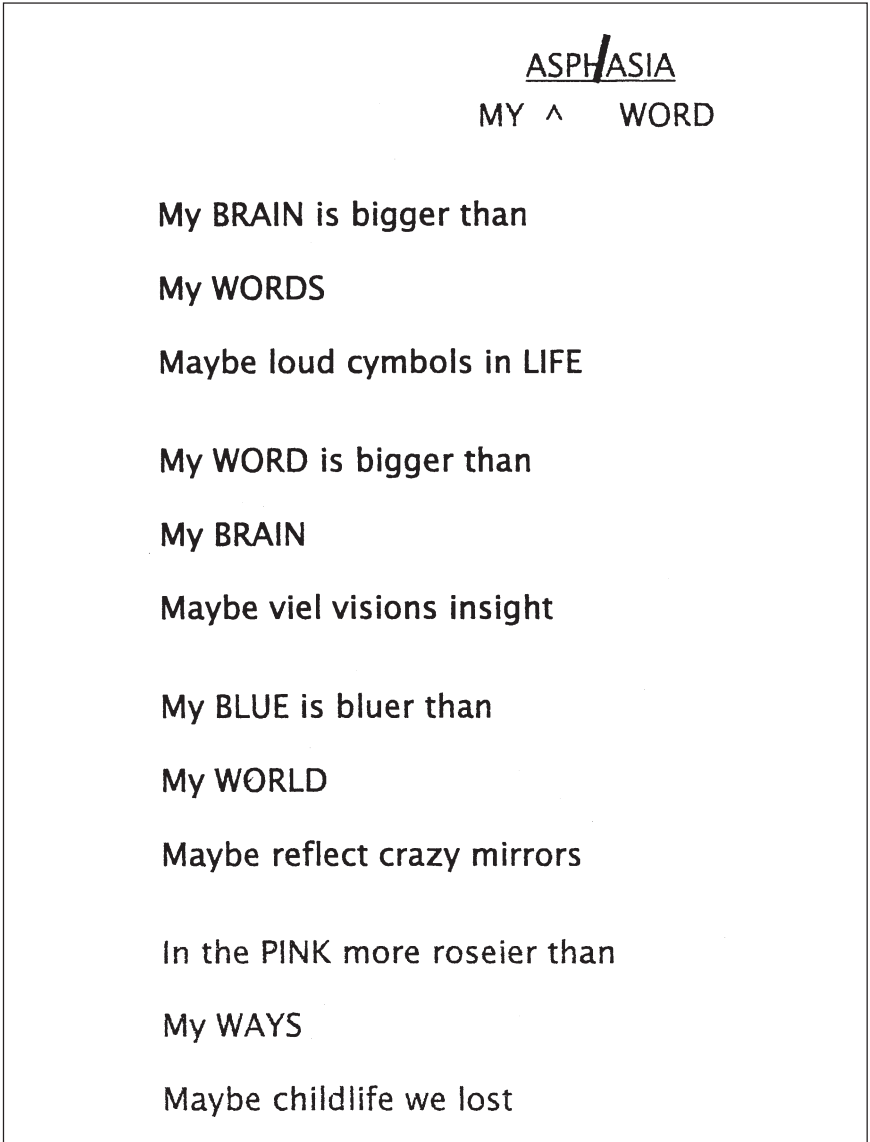 ASPHASIA
MY ^ WORD
My BRAIN is bigger than
My WORDS
Maybe loud cymbols in LIFE
My WORD is bigger than
My BRAIN
Maybe viel visions insight
My BLUE is bluer than
My WORLD
Maybe reflect crazy mirrors
In the PINK more roseier than
My WAYS
Maybe childlife we lost